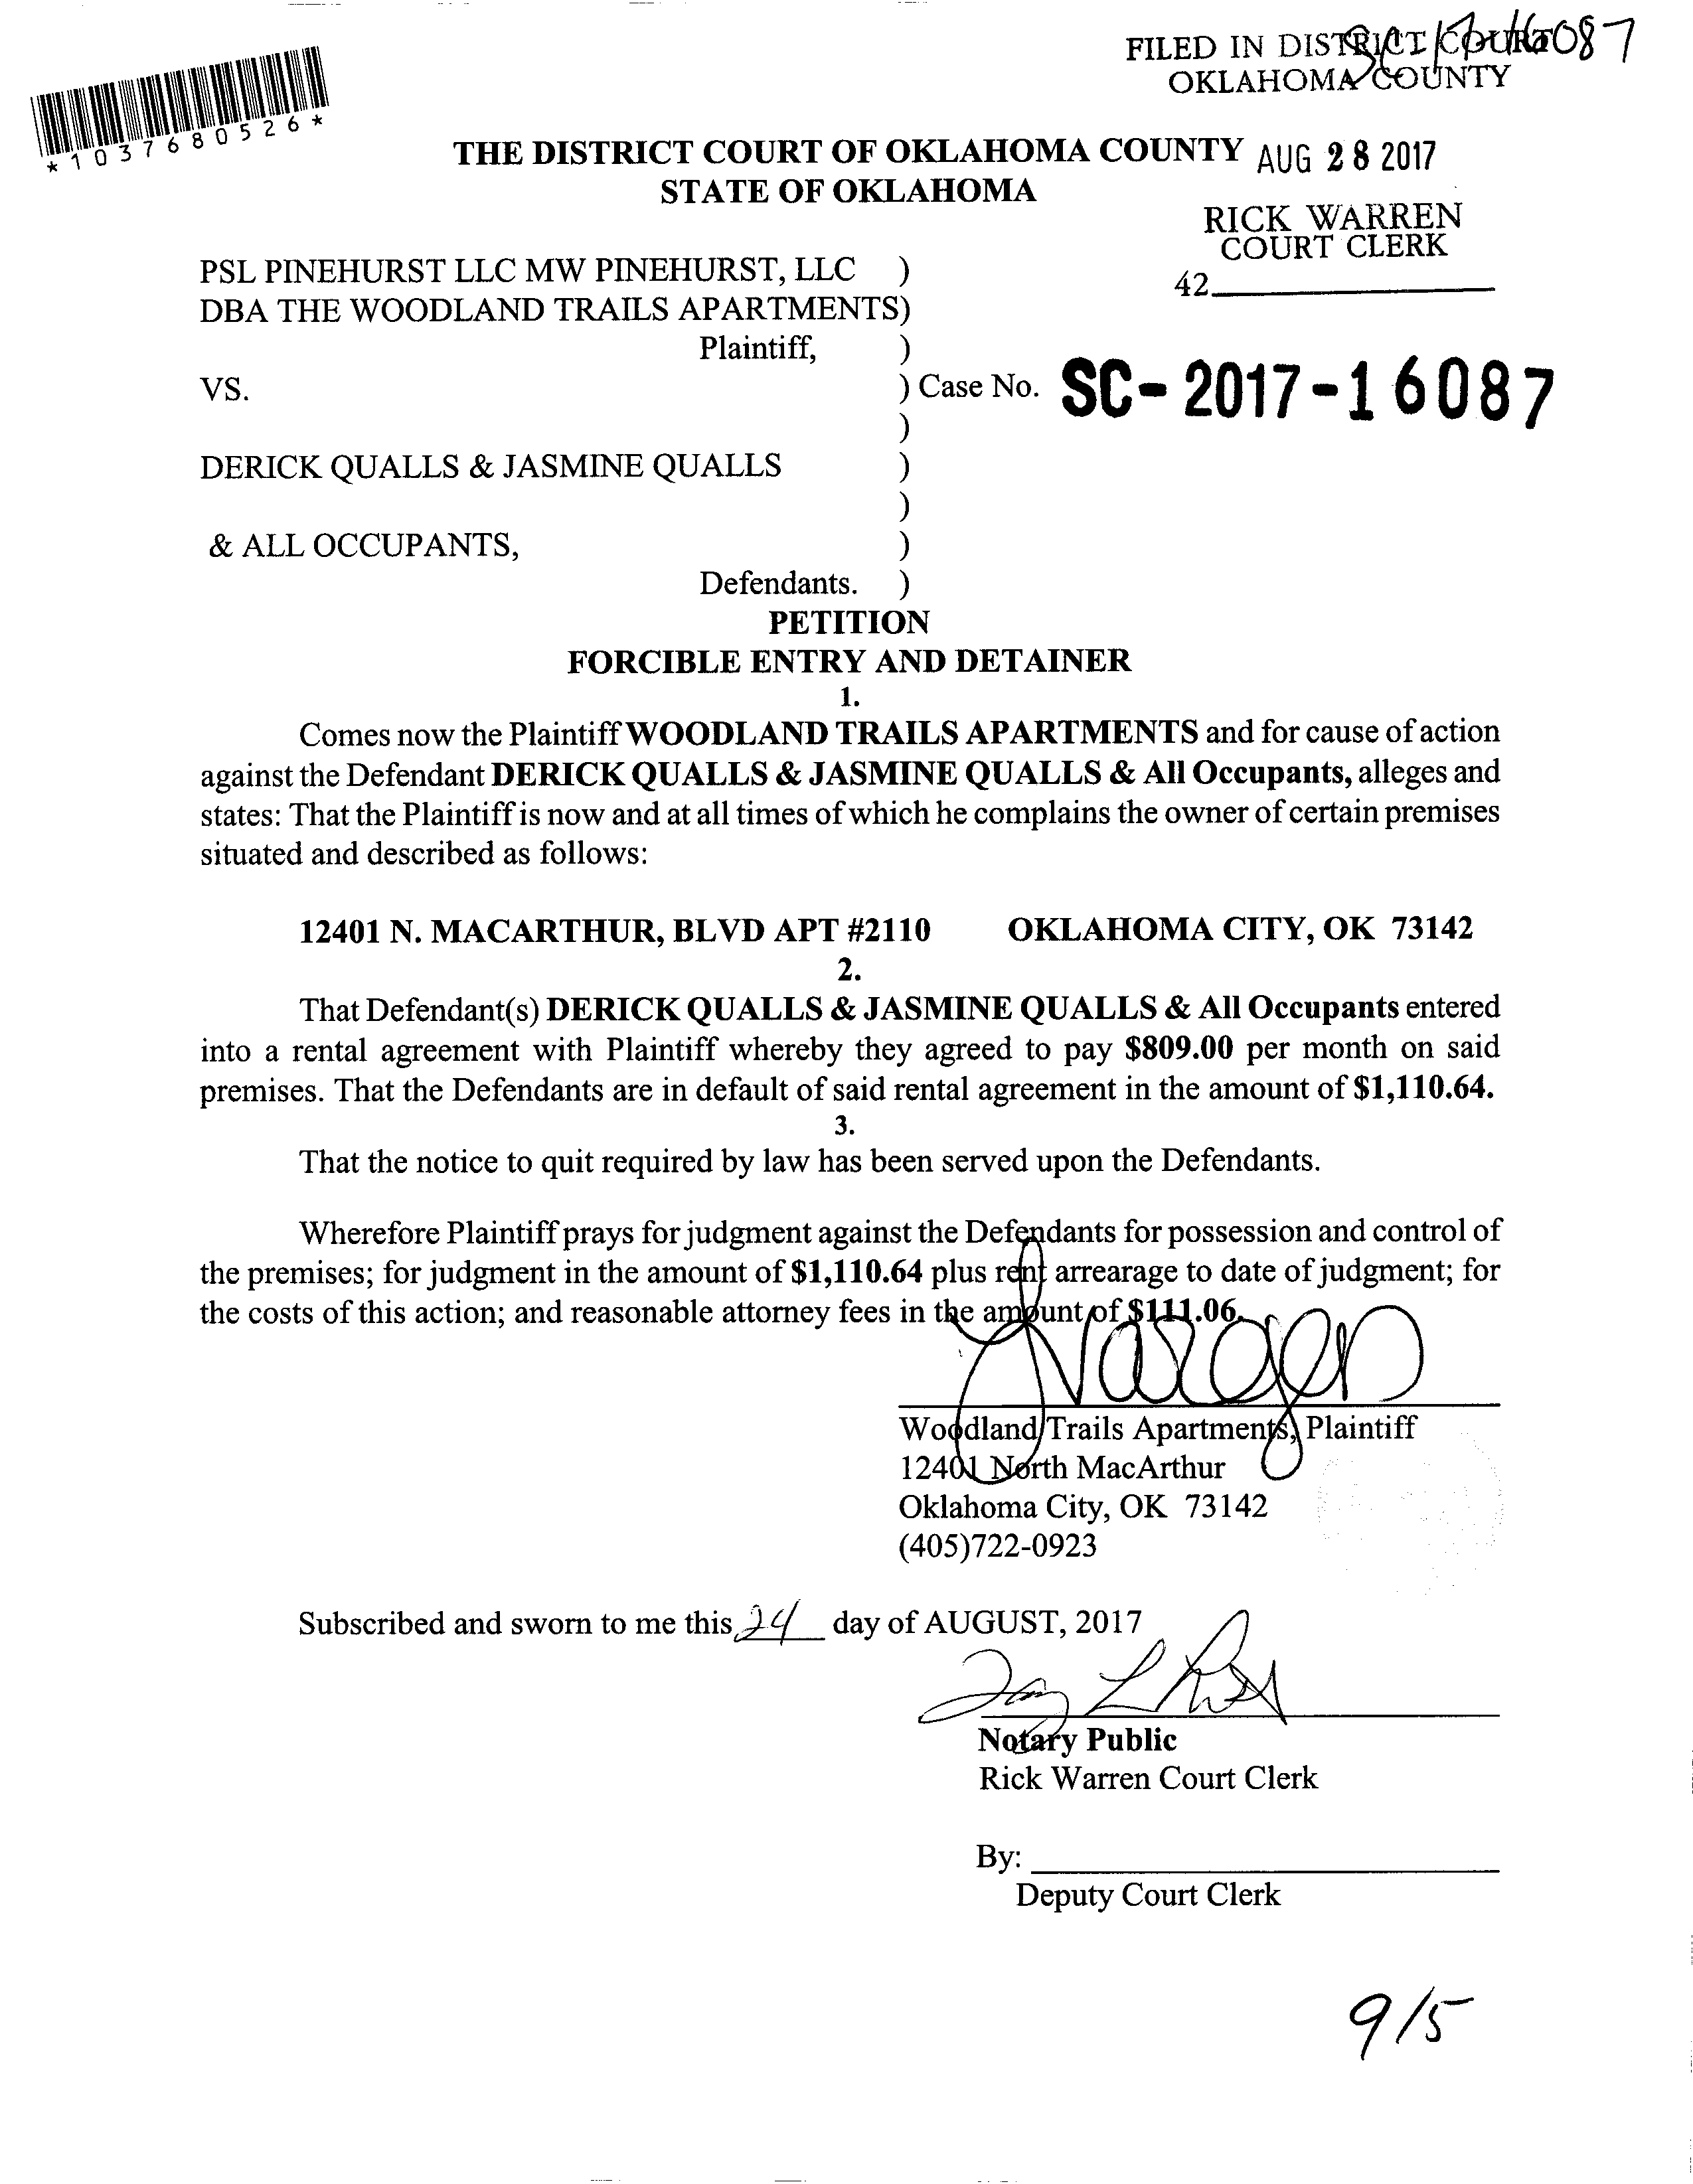 SC-17-16087
FILED IN DISTRICT COURT
OKLAHOMA COUNTY
*1037680526*
THE DISTRICT COURT OF OKLAHOMA COUNTY AUG 28 2017
STATE OF OKLAHOMA
RICK WARREN
COURT CLERK
42
PSL PINEHURST LLC MW PINEHURST, LLC )
DBA THE WOODLAND TRAILS APARTMENTS)
Plaintiff, )
VS. ) Case No. SC-2017-16087
)
DERICK QUALLS & JASMINE QUALLS )
)
& ALL OCCUPANTS, )
Defendants. )
PETITION
FORCIBLE ENTRY AND DETAINER
1.
Comes now the Plaintiff WOODLAND TRAILS APARTMENTS and for cause of action
against the Defendant DERICK QUALLS & JASMINE QUALLS & All Occupants, alleges and
states: That the Plaintiff is now and at all times of which he complains the owner of certain premises
situated and described as follows:
12401 N. MACARTHUR, BLVD APT #2110 OKLAHOMA CITY, OK 73142
2.
That Defendant(s) DERICK QUALLS & JASMINE QUALLS & All Occupants entered
into a rental agreement with Plaintiff whereby they agreed to pay $809.00 per month on said
premises. That the Defendants are in default of said rental agreement in the amount of $1,110.64.
3.
That the notice to quit required by law has been served upon the Defendants.
Wherefore Plaintiff prays for judgment against the Defendants for possession and control of
the premises; for judgment in the amount of $1,110.64 plus rent arrearage to date of judgment; for
the costs of this action; and reasonable attorney fees in the amount of $111.06.
Woodland Trails Apartments, Plaintiff
12401 North MacArthur
Oklahoma City, OK 73142
(405)722-0923
Subscribed and sworn to me this 24 day of AUGUST, 2017
Notary Public
Rick Warren Court Clerk
By:
Deputy Court Clerk
9/5